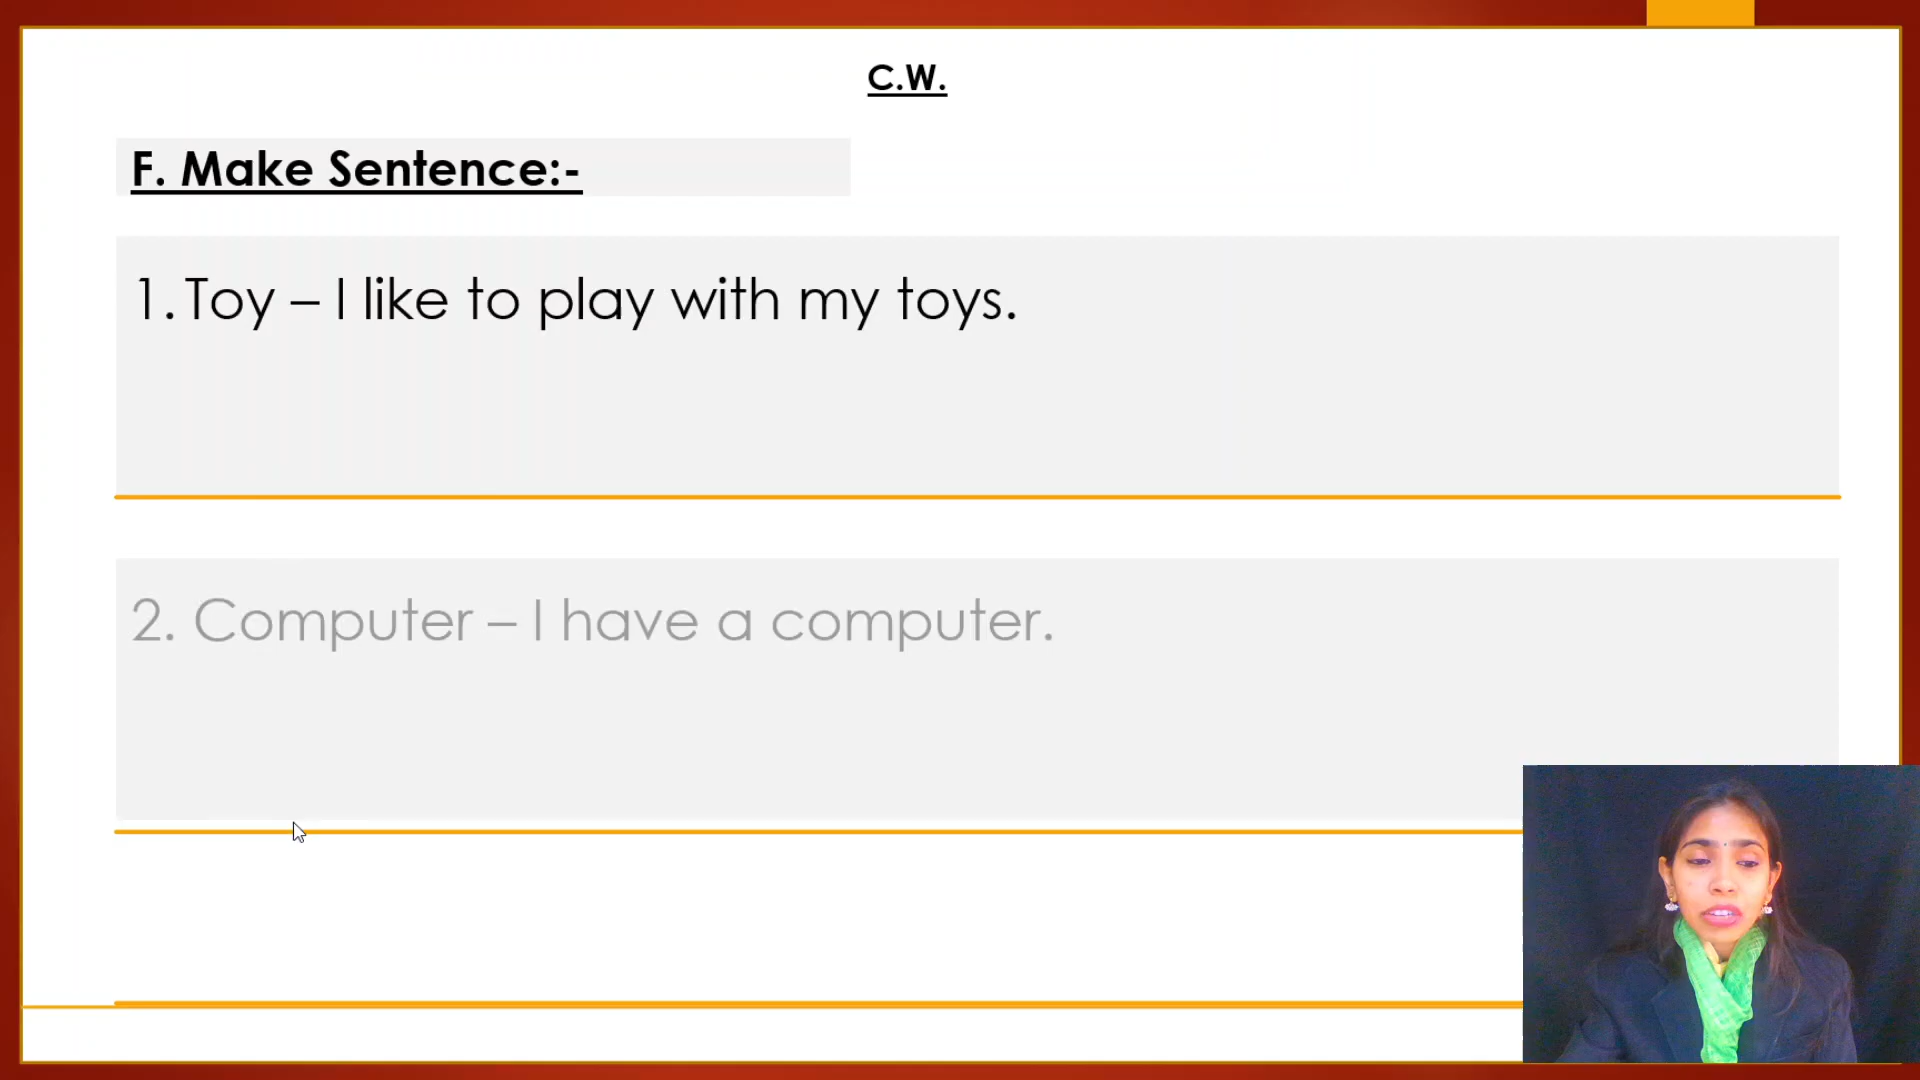 C.W.
F. Make Sentence:-
1. Toy – I like to play with my toys.
2. Computer – I have a computer.